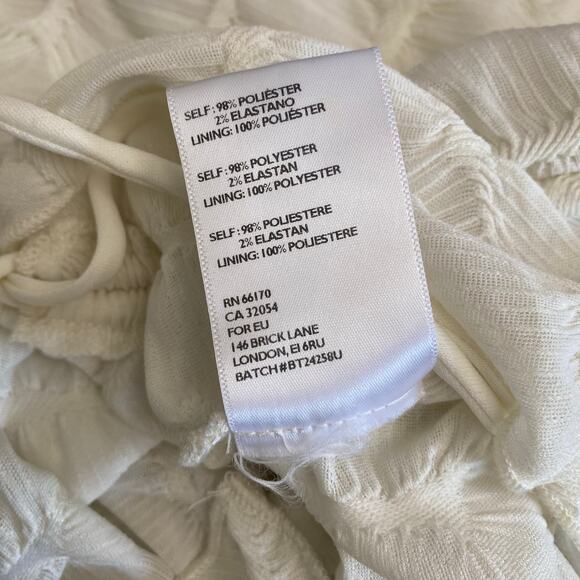 SELF : 98% POLIÉSTER
2% ELASTANO
LINING: 100% POLIÉSTER
SELF : 98% POLYESTER
2% ELASTAN
LINING: 100% POLYESTER
SELF : 98% POLIESTERE
2% ELASTAN
LINING: 100% POLIESTERE
RN 66170
CA 32054
FOR EU
146 BRICK LANE
LONDON, E1 6RU
BATCH #BT24258U